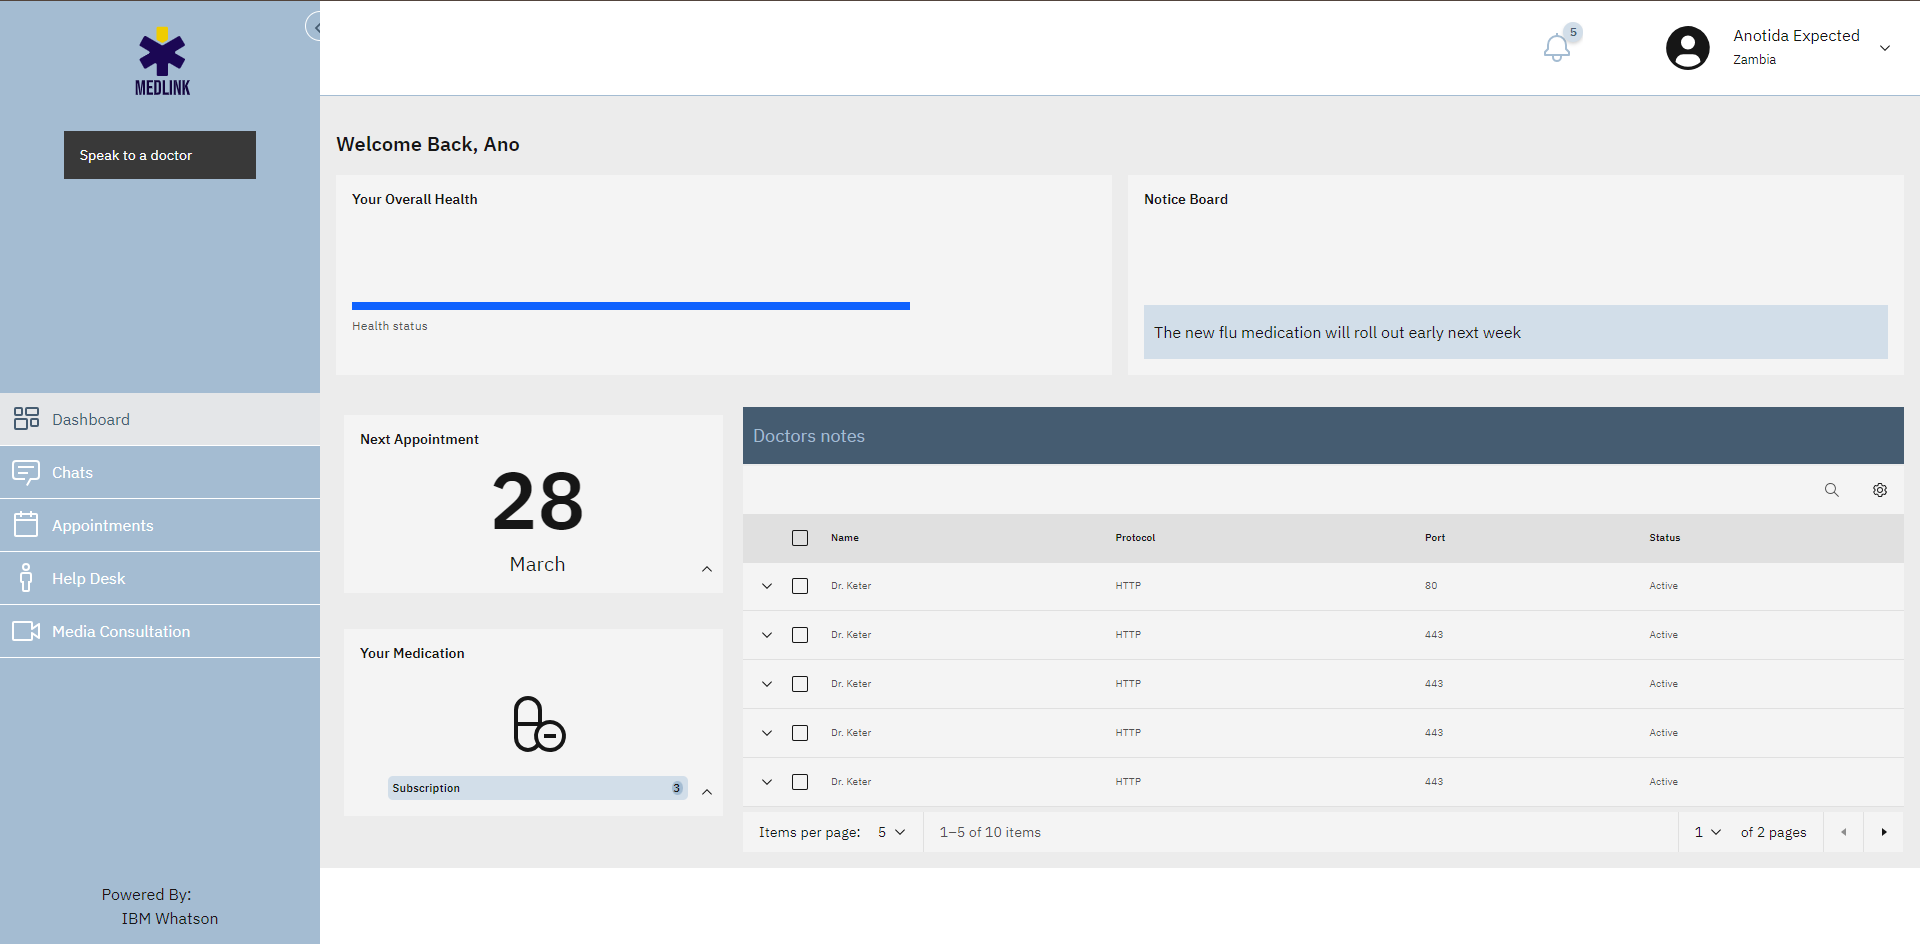 MEDLINK
Speak to a doctor
Dashboard
Chats
Appointments
Help Desk
Media Consultation
Powered By:
IBM Whatson
5
Anotida Expected
Zambia
Welcome Back, Ano
Your Overall Health
Health status
Notice Board
The new flu medication will roll out early next week
Next Appointment
28
March
Your Medication
Subscription 3
Doctors notes
Name Protocol Port Status
Dr. Keter HTTP 80 Active
Dr. Keter HTTP 443 Active
Dr. Keter HTTP 443 Active
Dr. Keter HTTP 443 Active
Dr. Keter HTTP 443 Active
Items per page: 5 1–5 of 10 items 1 of 2 pages